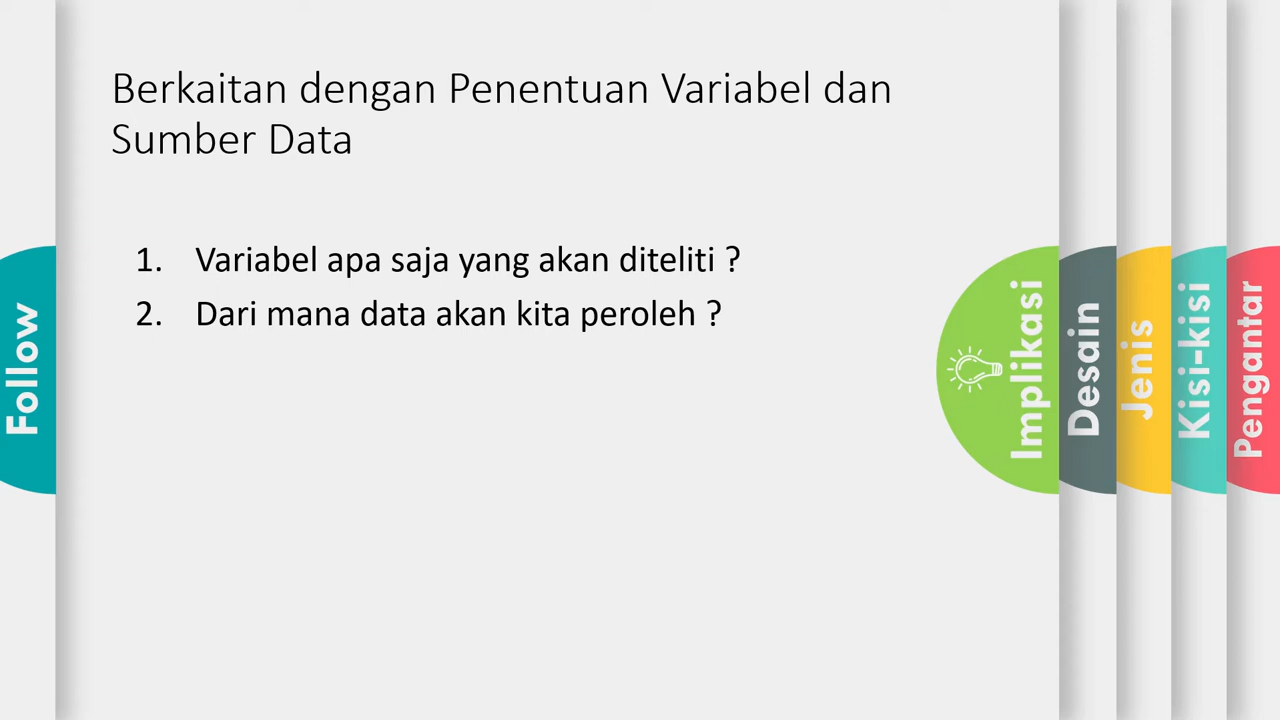 Berkaitan dengan Penentuan Variabel dan
Sumber Data
1. Variabel apa saja yang akan diteliti ?
2. Dari mana data akan kita peroleh ?
Follow
Implikasi
Desain
Jenis
Kisi-kisi
Pengantar